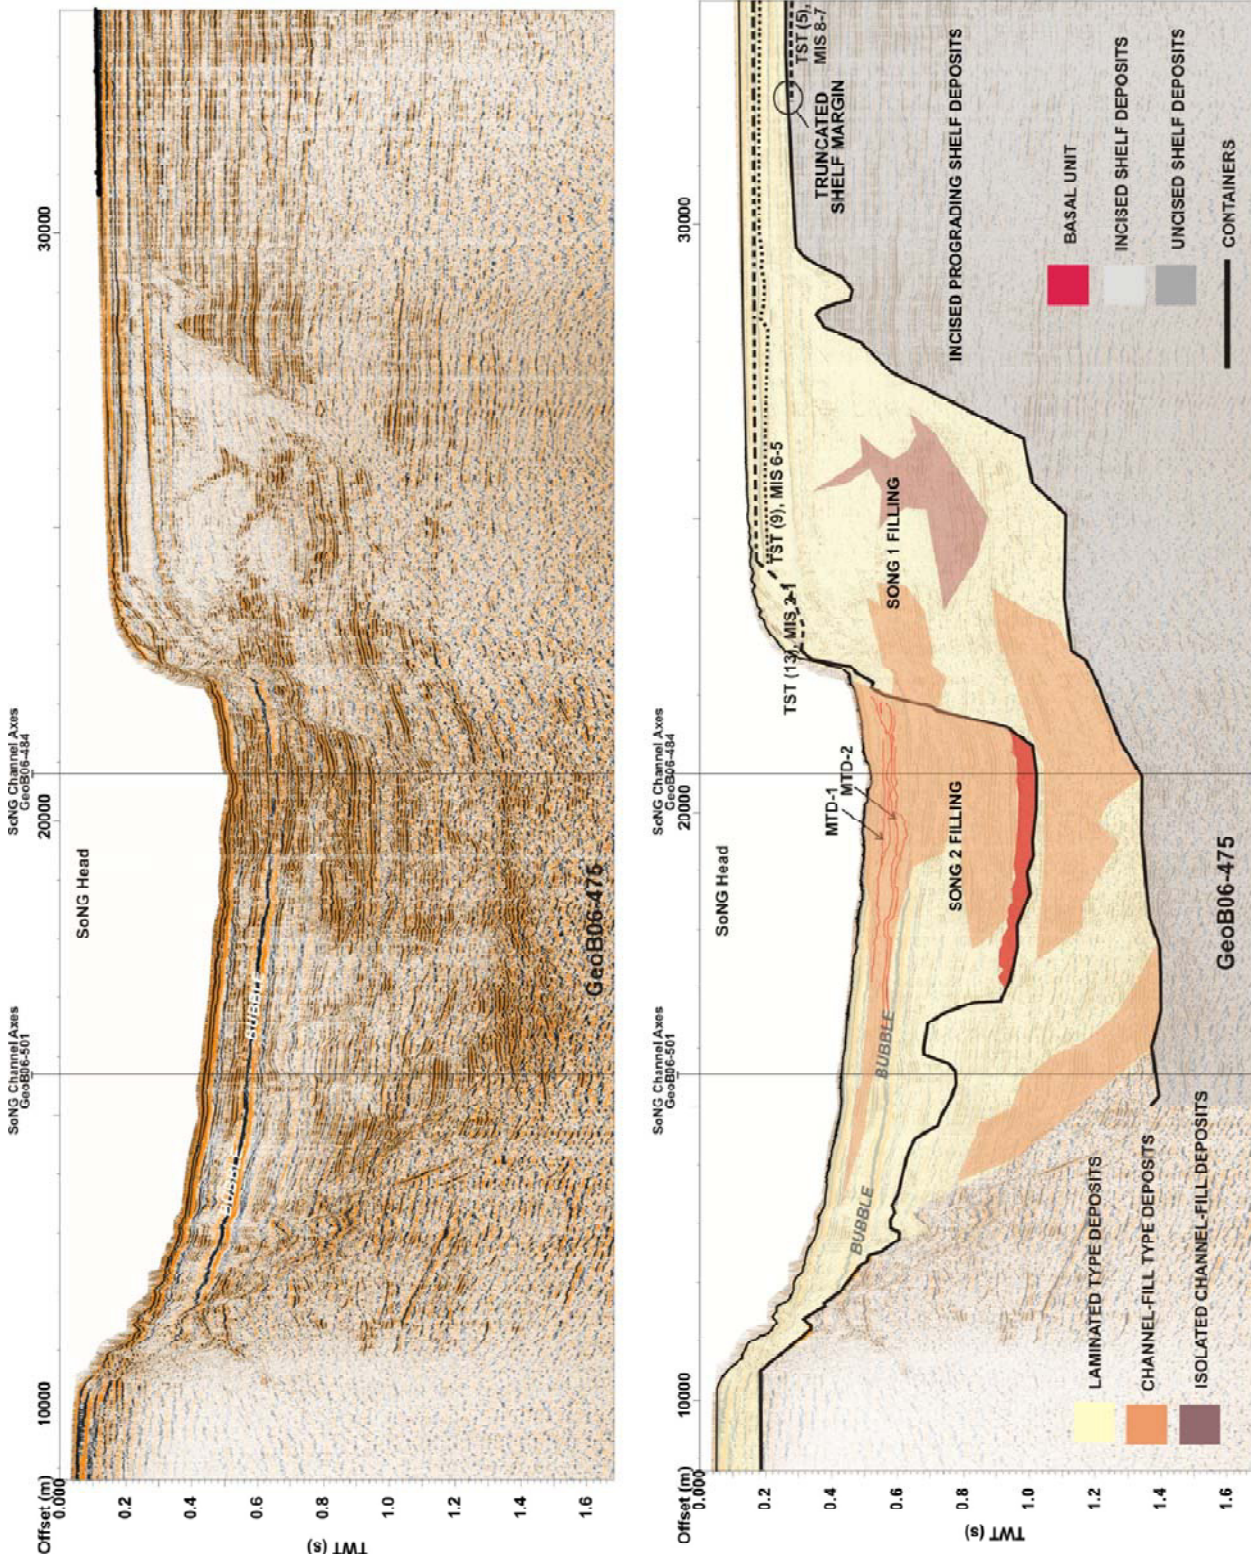 SoNG Channel Axes
GeoB06-501
SoNG Channel Axes
GeoB06-484
Offset (m)
10000
20000
30000
0.000
0.2
0.4
0.6
0.8
1.0
1.2
1.4
1.6
TWT (s)
SoNG Head
BUBBLE
BUBBLE
GeoB06-475
SoNG Channel Axes
GeoB06-501
SoNG Channel Axes
GeoB06-484
Offset (m)
10000
20000
30000
0.000
0.2
0.4
0.6
0.8
1.0
1.2
1.4
1.6
TWT (s)
SoNG Head
TST (13), MIS 2-1
TST (9), MIS 6-5
TST (5),
MIS 8-7
TRUNCATED
SHELF MARGIN
MTD-1
MTD-2
BUBBLE
BUBBLE
SONG 1 FILLING
SONG 2 FILLING
INCISED PROGRADING SHELF DEPOSITS
LAMINATED TYPE DEPOSITS
CHANNEL-FILL TYPE DEPOSITS
ISOLATED CHANNEL-FILL DEPOSITS
BASAL UNIT
INCISED SHELF DEPOSITS
UNCISED SHELF DEPOSITS
CONTAINERS
GeoB06-475